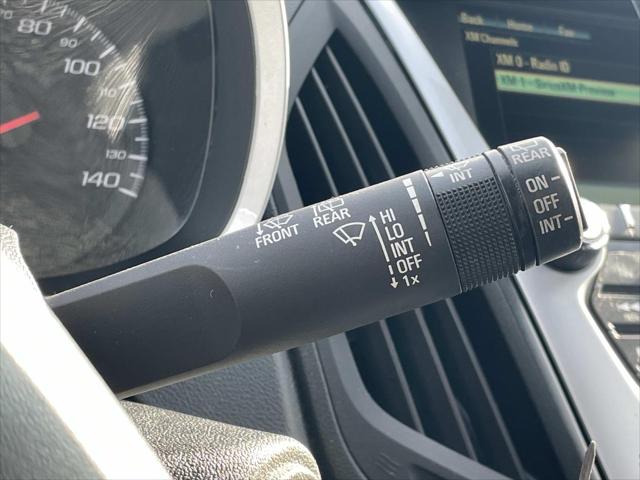 80
90
100
110
120
130
140
Back Home Fav
XM Channels
XM 0 - Radio ID
XM 1 - SiriusXM Preview
FRONT
REAR
HI
LO
INT
OFF
1x
INT
REAR
ON
OFF
INT